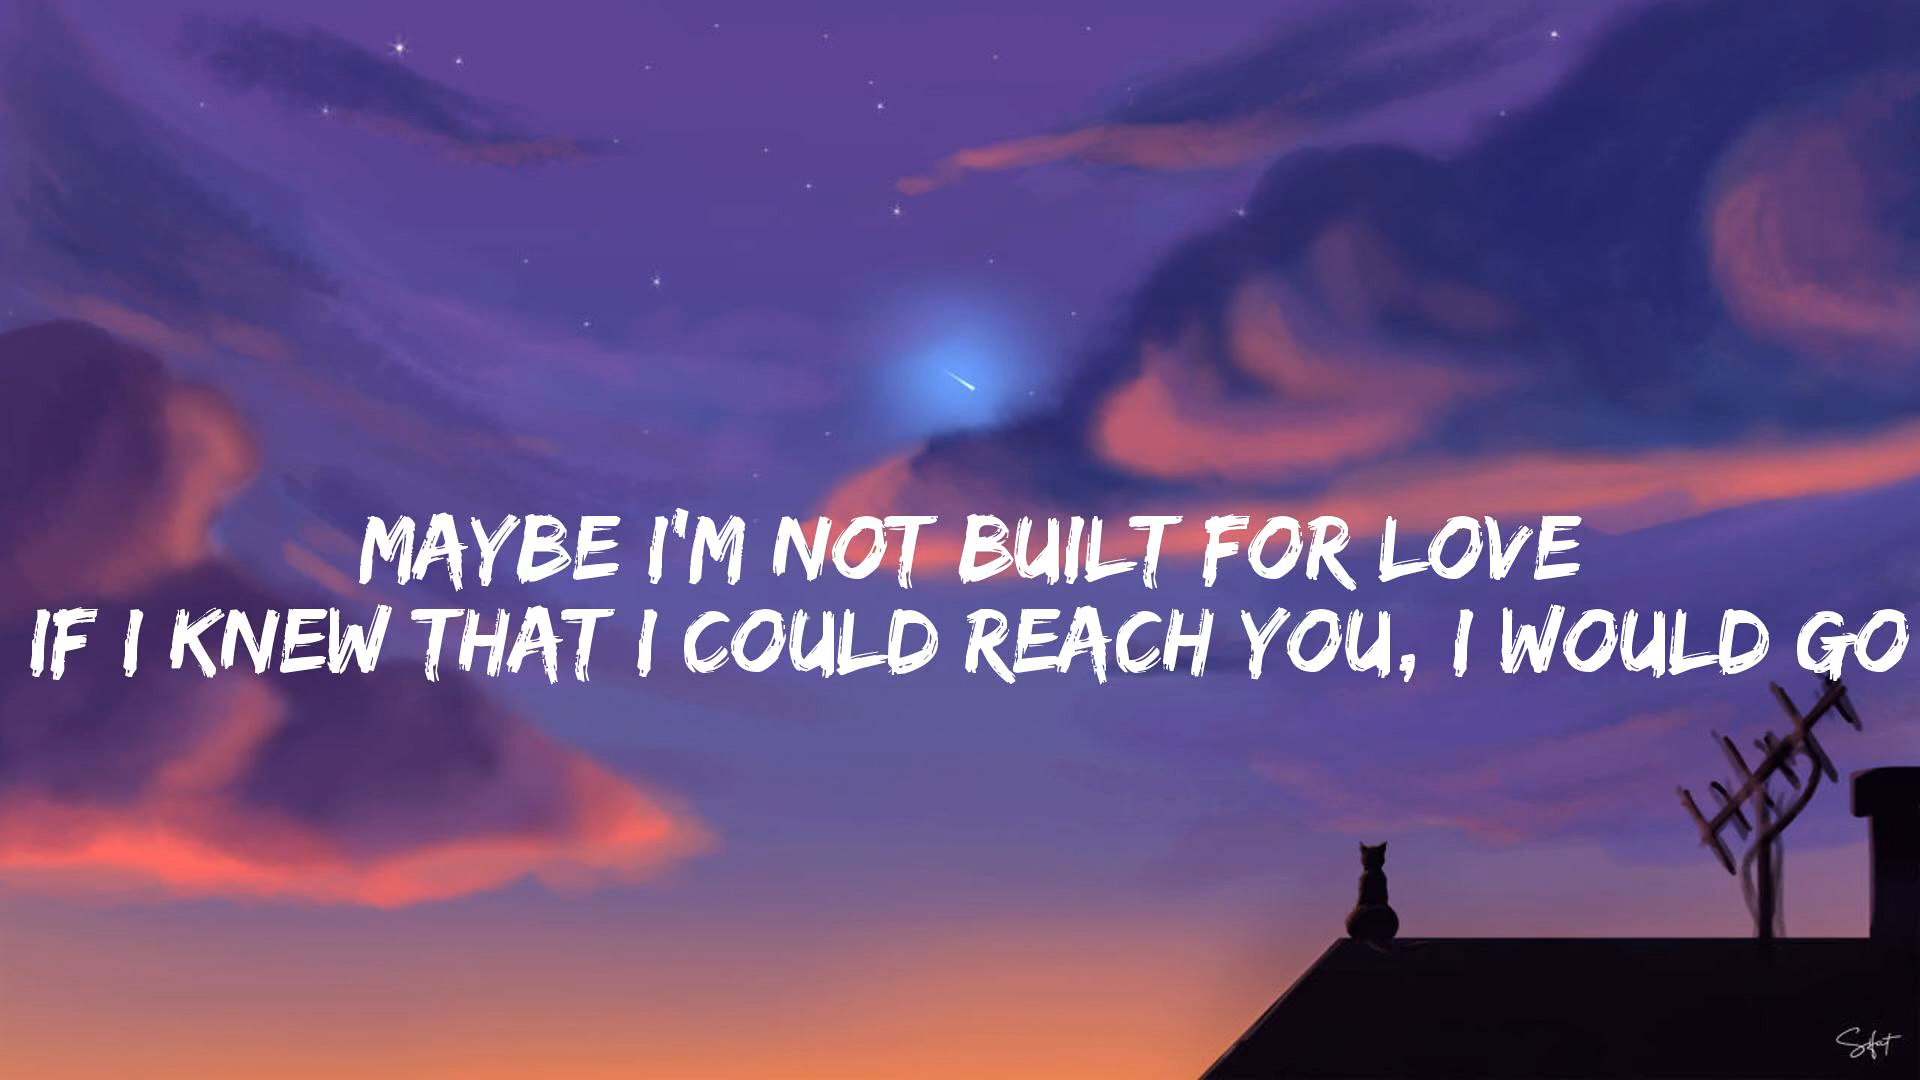 MAYBE I'M NOT BUILT FOR LOVE
IF I KNEW THAT I COULD REACH YOU, I WOULD GO